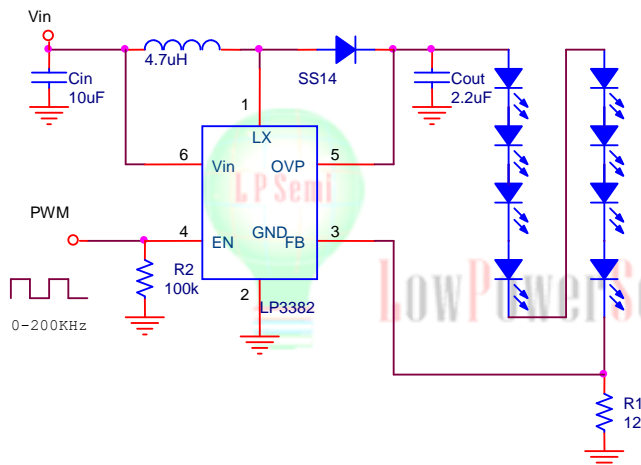 Vin
4.7uH
SS14
Cin
10uF
Cout
2.2uF
1
LX
6
Vin
OVP
5
LP Semi
PWM
4
EN
GND
FB
3
R2
100k
2
LP3382
0-200KHz
LowPowerSe
R1
12